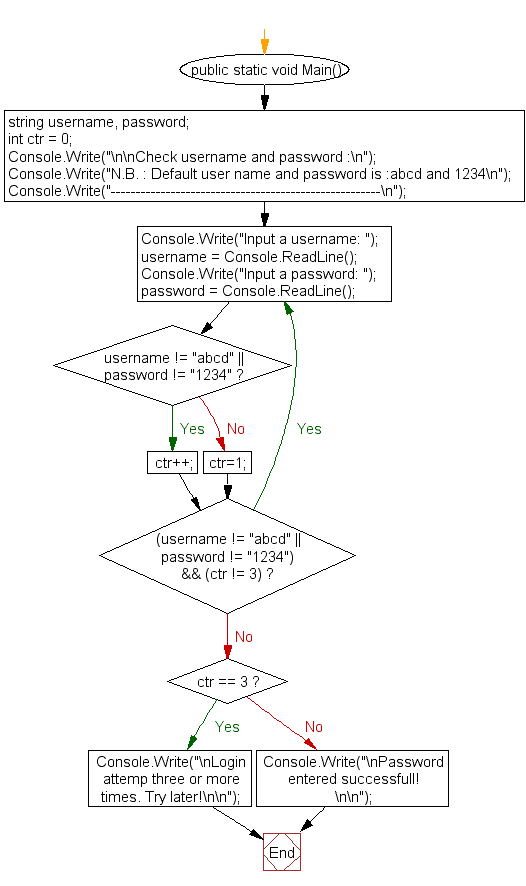 public static void Main()
string username, password;
int ctr = 0;
Console.Write("\n\nCheck username and password :\n");
Console.Write("N.B. : Default user name and password is :abcd and 1234\n");
Console.Write("------------------------------------------------------\n");
Console.Write("Input a username: ");
username = Console.ReadLine();
Console.Write("Input a password: ");
password = Console.ReadLine();
username != "abcd" ||
password != "1234" ?
Yes
No
Yes
ctr++;
ctr=1;
(username != "abcd" ||
password != "1234")
&& (ctr != 3) ?
No
ctr == 3 ?
Yes
No
Console.Write("\nLogin
attemp three or more
times. Try later!\n\n");
Console.Write("\nPassword
entered successfull!
\n\n");
End